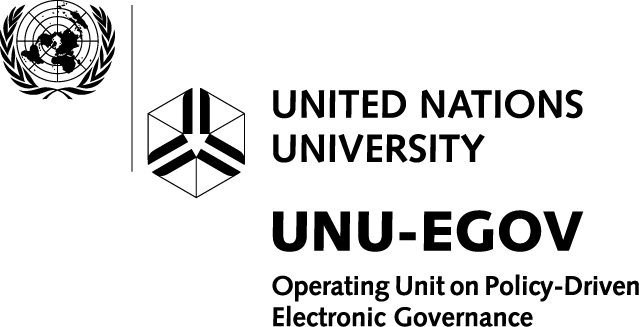 UNITED NATIONS
UNIVERSITY
UNU-EGOV
Operating Unit on Policy-Driven
Electronic Governance